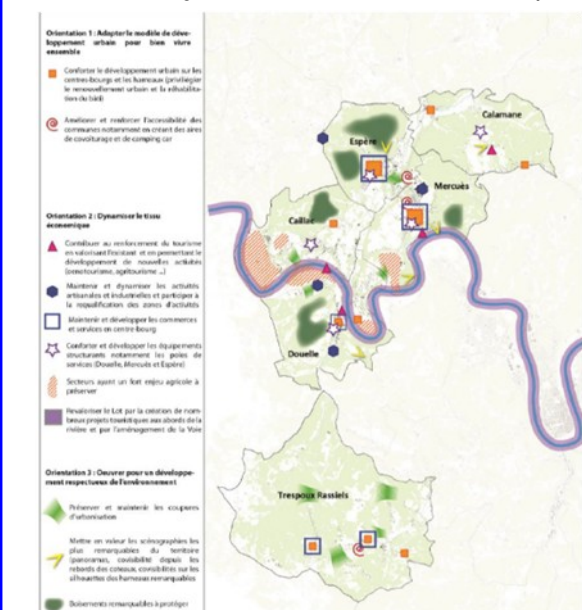 Orientation 1 : Adapter le modèle de déve-
loppement urbain pour bien vivre
ensemble
Conforter le développement urbain sur les
centres-bourgs et les hameaux (privilégier
le renouvellement urbain et la réhabilita-
tion du bâti)
Améliorer et renforcer l'accessibilité des
communes notamment en créant des aires
de covoiturage et de camping car
Orientation 2 : Dynamiser le tissu
économique
Contribuer au renforcement du tourisme
en valorisant l'existant et en permettant le
développement de nouvelles activités
(oenotourisme, agritourisme ...)
Maintenir et dynamiser les activités
artisanales et industrielles et participer à
la requalification des zones d'activités
Maintenir et développer les commerces
et services en centre-bourg
Conforter et développer les équipements
structurants notamment les poles de
services (Douelle, Mercuès et Espère)
Secteurs ayant un fort enjeu agricole à
préserver
Revaloriser le Lot par la création de nom-
breux projets touristiques aux abords de la
rivière et par l'aménagement de la Voie
Orientation 3 : Oeuvrer pour un développe-
ment respectueux de l'environnement
Préserver et maintenir les coupures
d'urbanisation
Mettre en valeur les scénographies les
plus remarquables du territoire
(panoramas, covisibilité depuis les
rebords des coteaux, covisibilités sur les
silhouettes des hameaux remarquables
Boisements remarquables à protéger
Calamane
Espère
Mercuès
Caillac
Douelle
Trespoux Rassiels